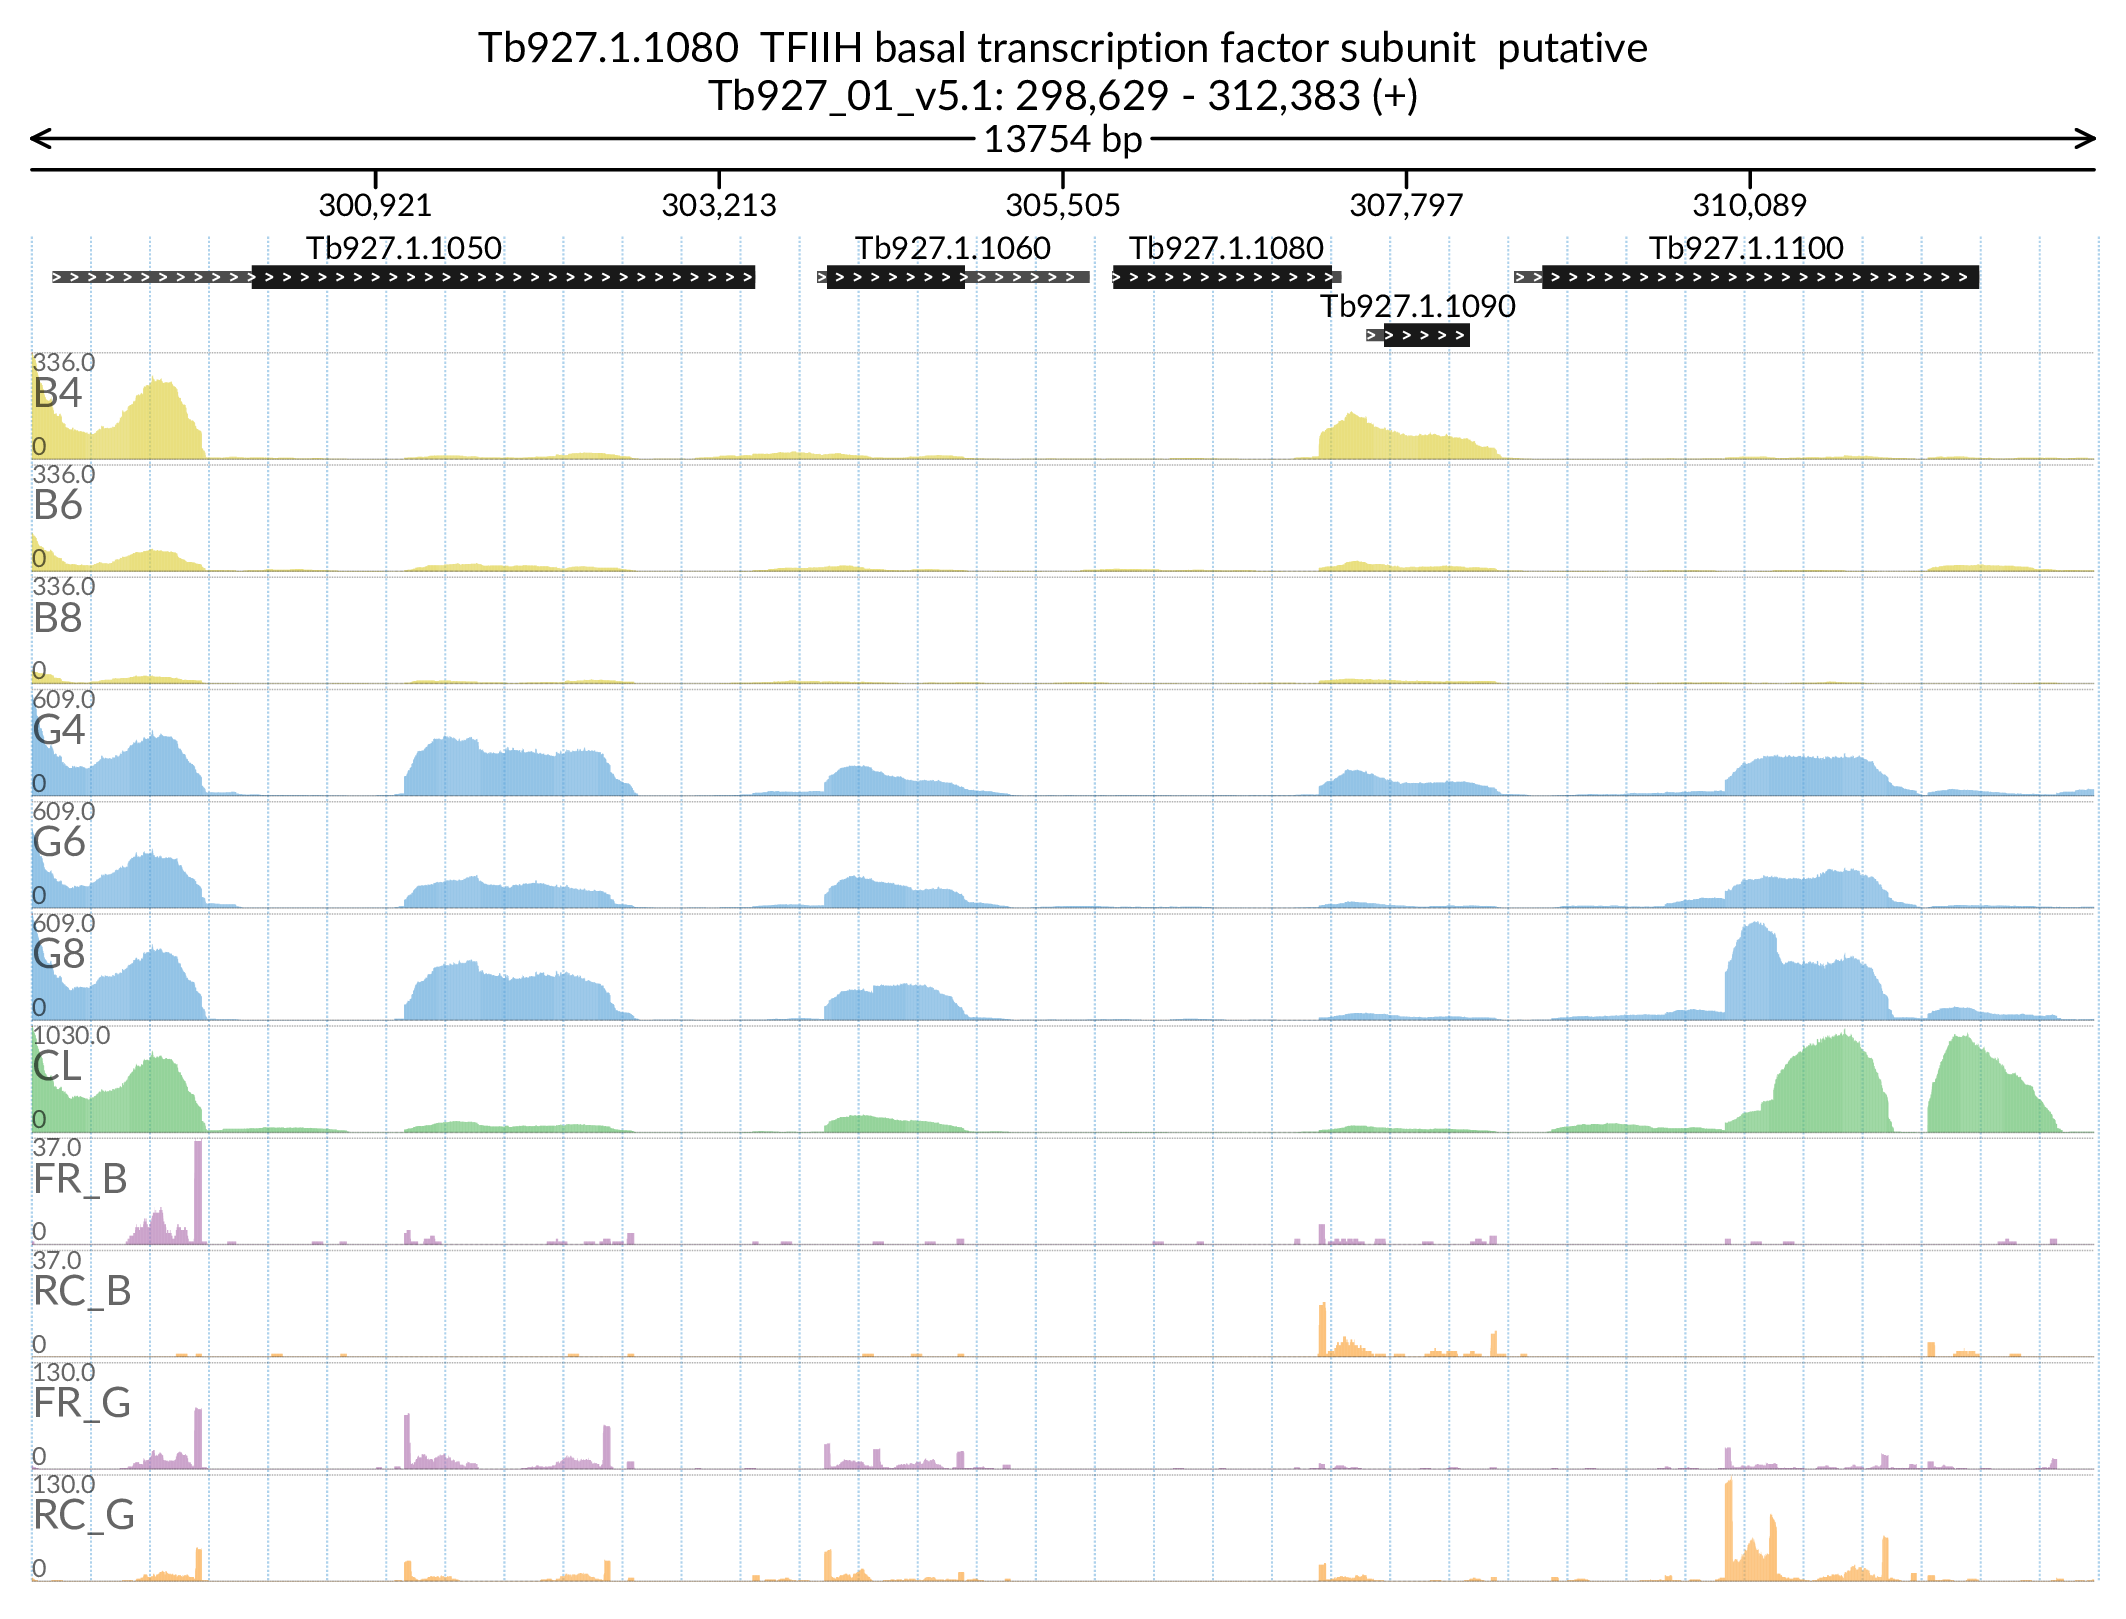 Tb927.1.1080 TFIIH basal transcription factor subunit putative
Tb927_01_v5.1: 298,629 - 312,383 (+)
13754 bp
300,921 303,213 305,505 307,797 310,089
Tb927.1.1050 Tb927.1.1060 Tb927.1.1080 Tb927.1.1100
Tb927.1.1090
336.0
B4
0
336.0
B6
0
336.0
B8
0
609.0
G4
0
609.0
G6
0
609.0
G8
0
1030.0
CL
0
37.0
FR_B
0
37.0
RC_B
0
130.0
FR_G
0
130.0
RC_G
0